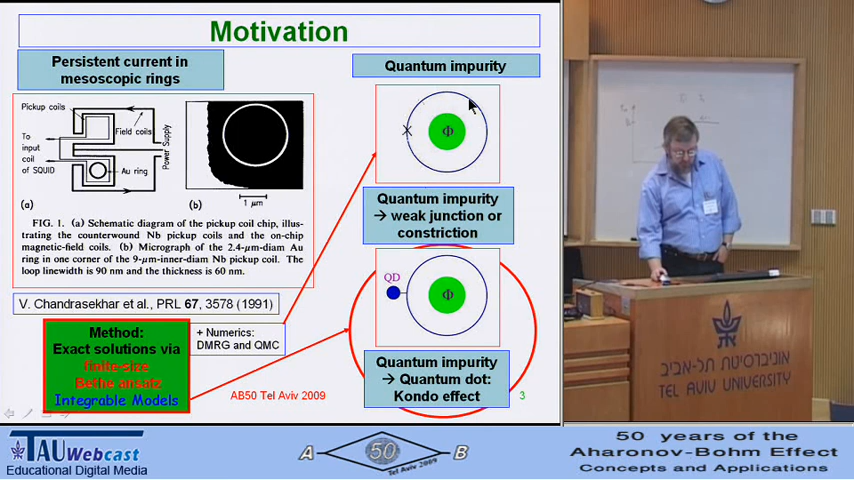 Motivation
Persistent current in
mesoscopic rings
Pickup coils
To
input
coil
of SQUID
Field coils
Au ring
Power Supply
(a)
(b)
1 μm
FIG. 1. (a) Schematic diagram of the pickup coil chip, illus-
trating the counterwound Nb pickup coils and the on-chip
magnetic-field coils. (b) Micrograph of the 2.4-μm-diam Au
ring in one corner of the 9-μm-inner-diam Nb pickup coil. The
loop linewidth is 90 nm and the thickness is 60 nm.
V. Chandrasekhar et al., PRL 67, 3578 (1991)
Method:
Exact solutions via
finite-size
Bethe ansatz
Integrable Models
+ Numerics:
DMRG and QMC
AB50 Tel Aviv 2009
3
Quantum impurity
X
Φ
Quantum impurity
→ weak junction or
constriction
QD
Φ
Quantum impurity
→ Quantum dot:
Kondo effect
אוניברסיטת תל-אביב
TEL AVIV UNIVERSITY
TAU Webcast
Educational Digital Media
A 50 B
Tel Aviv 2009
50 years of the
Aharonov-Bohm Effect
Concepts and Applications